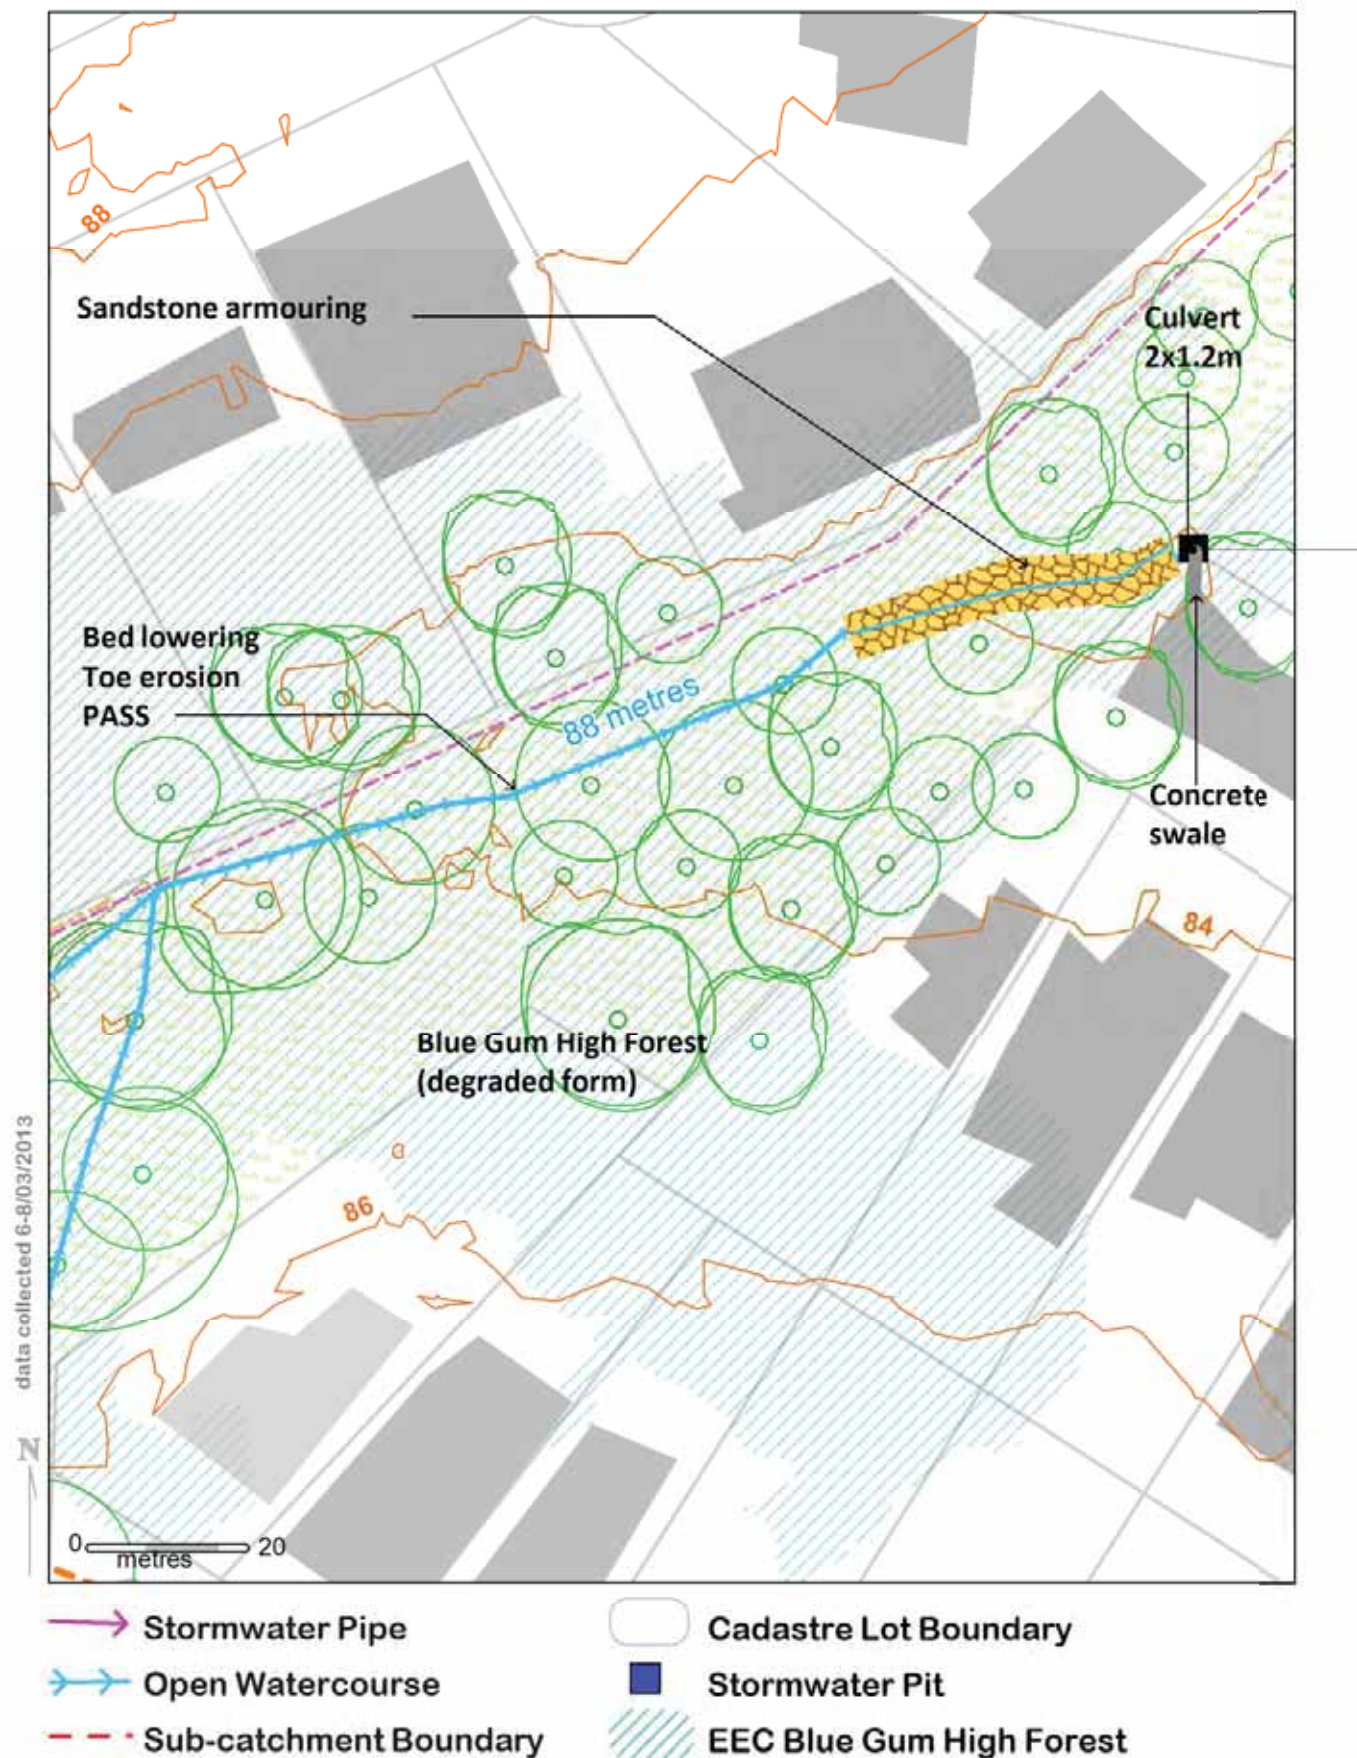 88
Sandstone armouring
Culvert
2x1.2m
Bed lowering
Toe erosion
PASS
88 metres
Concrete
swale
84
Blue Gum High Forest
(degraded form)
86
data collected 6-8/03/2013
N
0 20
metres
Stormwater Pipe
Cadastre Lot Boundary
Open Watercourse
Stormwater Pit
Sub-catchment Boundary
EEC Blue Gum High Forest